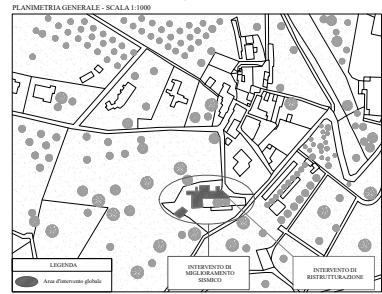 PLANIMETRIA GENERALE - SCALA 1:1000
LEGENDA
Area d'intervento globale
INTERVENTO DI
MIGLIORAMENTO
SISMICO
INTERVENTO DI
RISTRUTTURAZIONE